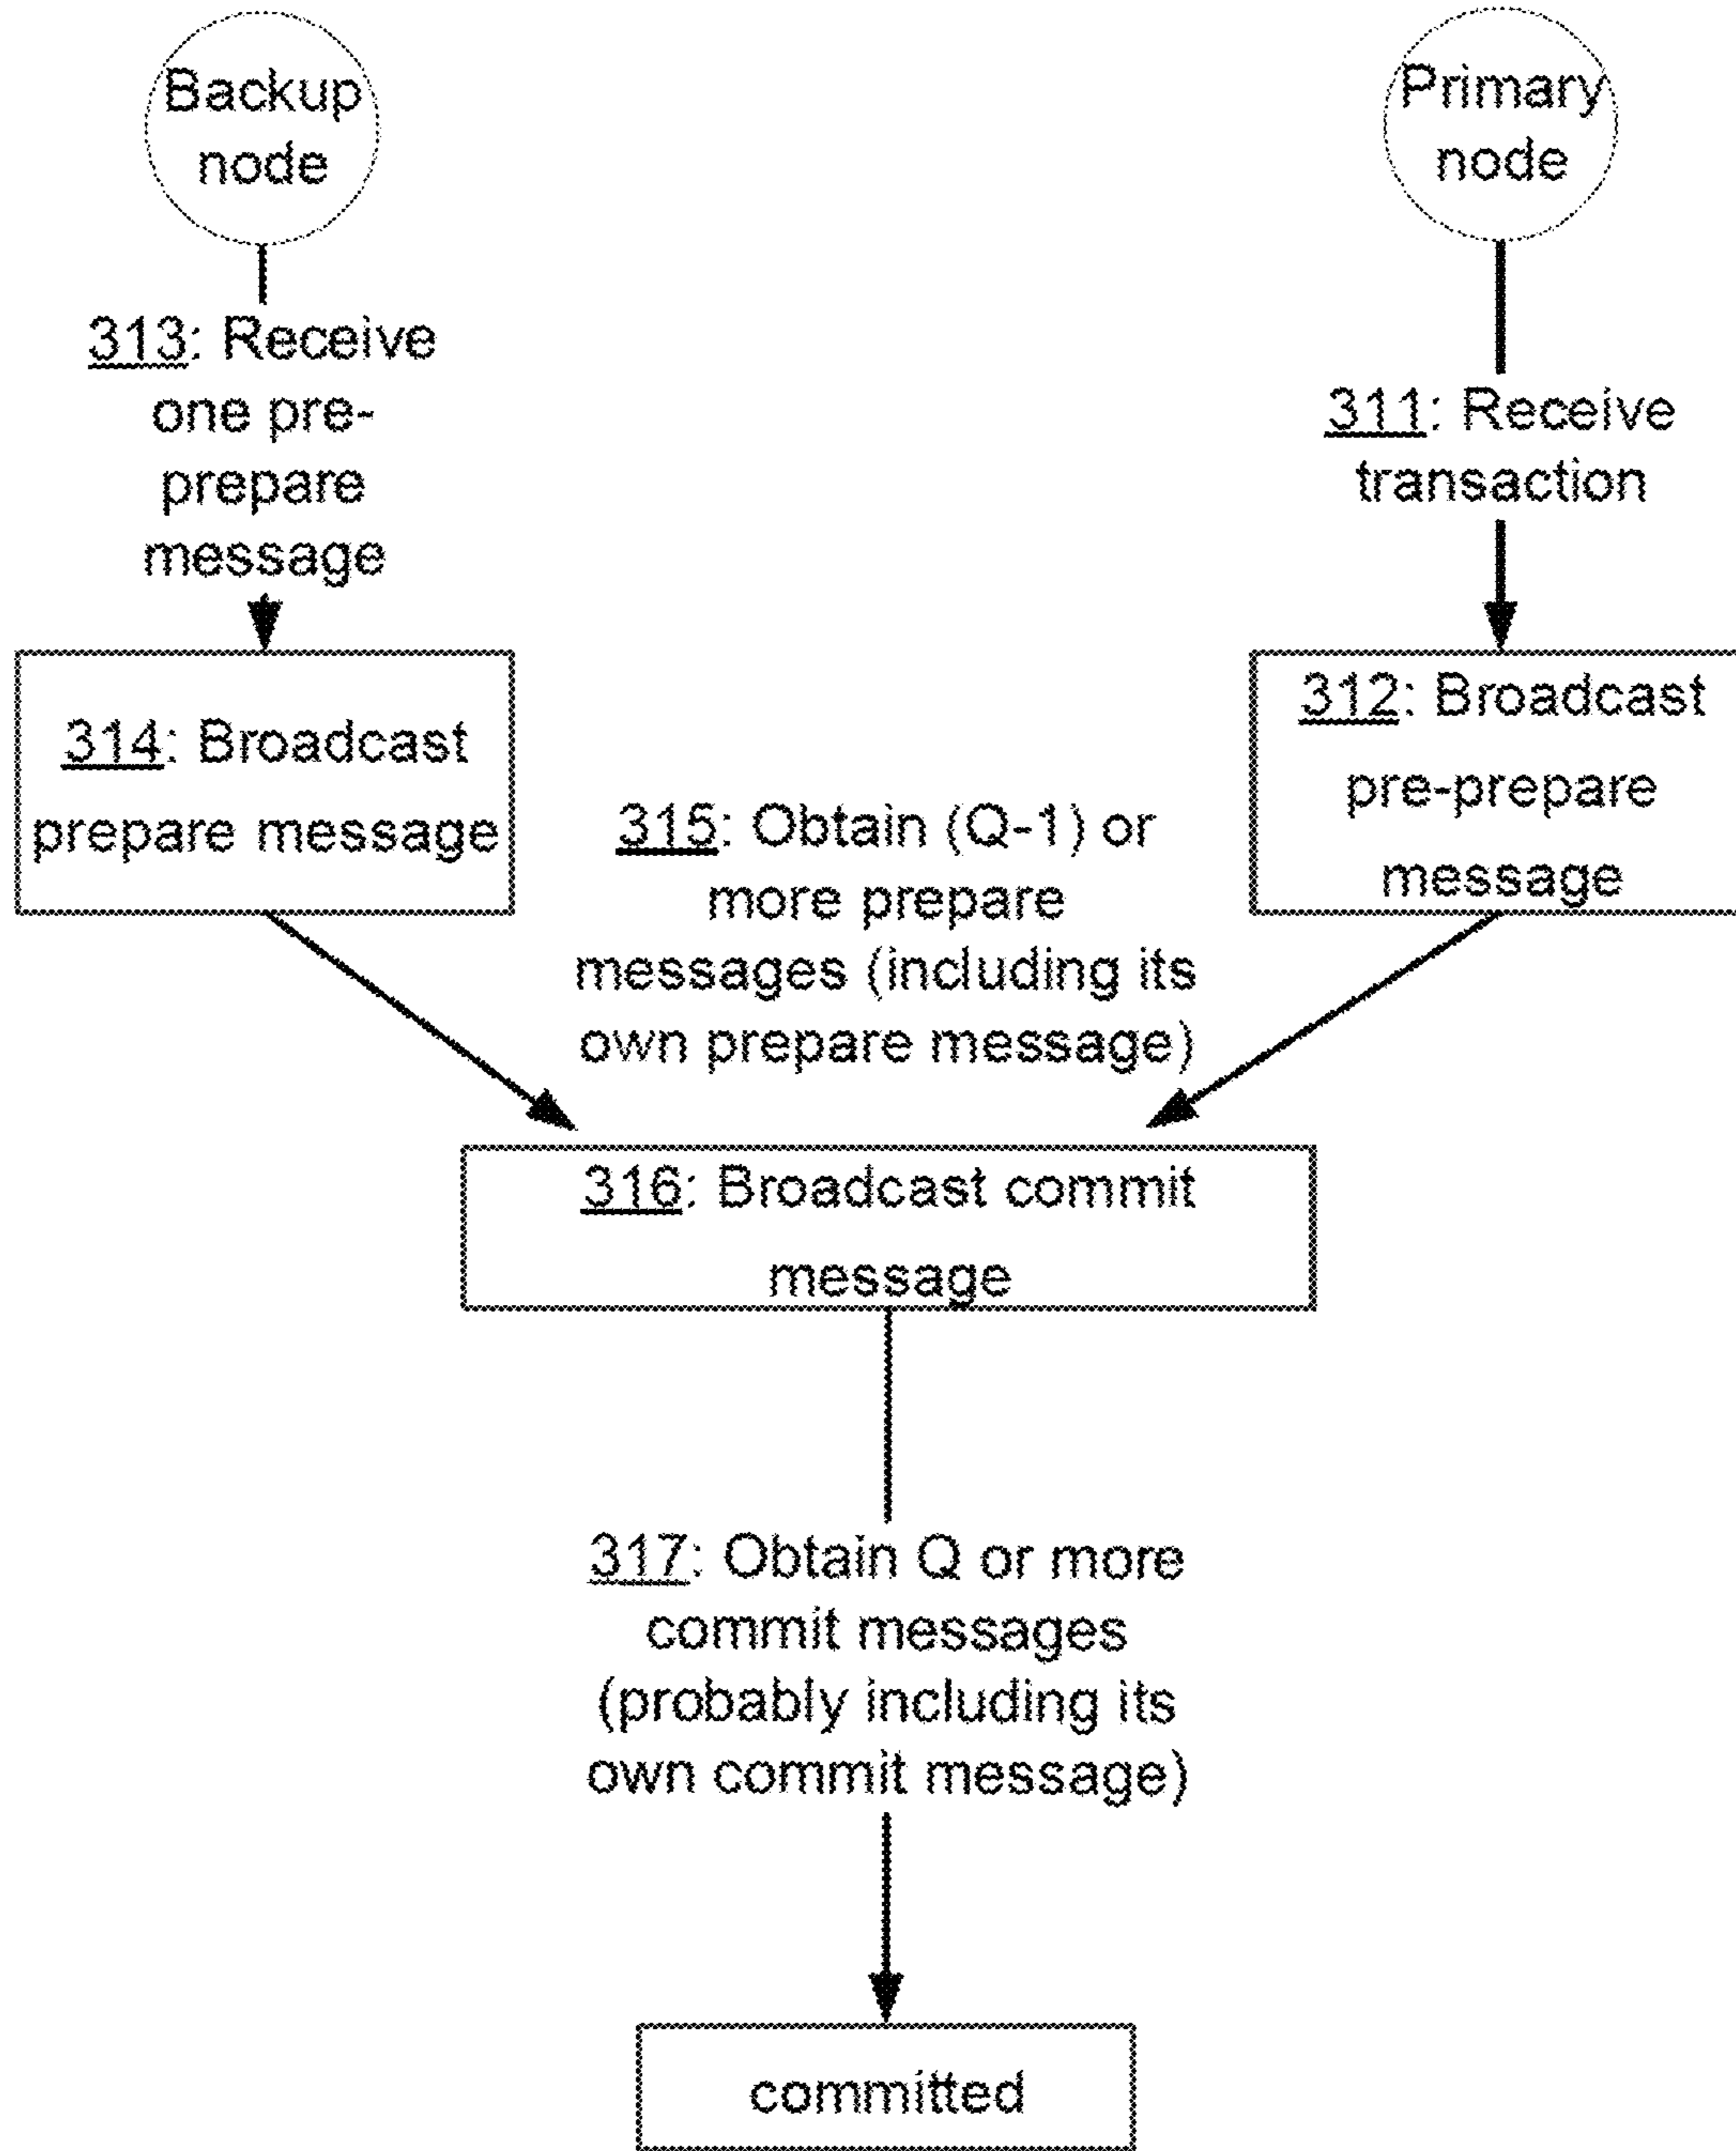 Backup
node
313: Receive
one pre-
prepare
message
314: Broadcast
prepare message
Primary
node
311: Receive
transaction
312: Broadcast
pre-prepare
message
315: Obtain (Q-1) or
more prepare
messages (including its
own prepare message)
316: Broadcast commit
message
317: Obtain Q or more
commit messages
(probably including its
own commit message)
committed